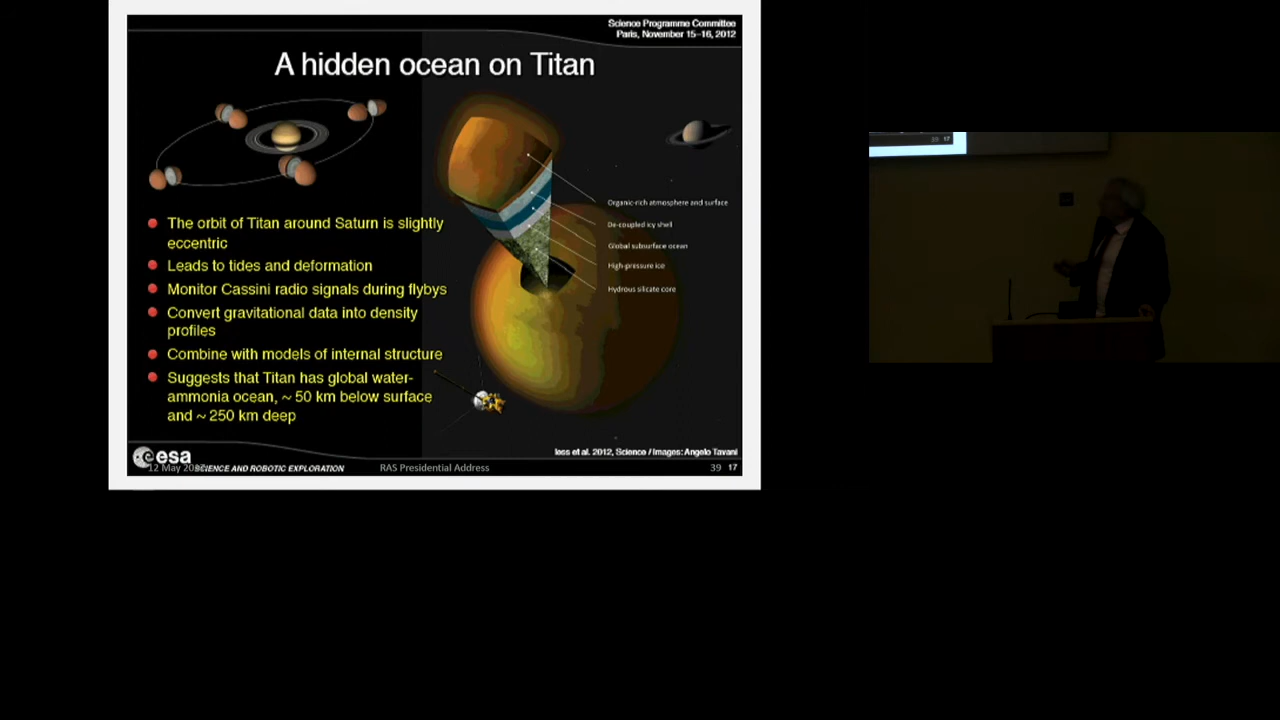 Science Programme Committee
Paris, November 15-16, 2012
A hidden ocean on Titan
The orbit of Titan around Saturn is slightly
eccentric
Leads to tides and deformation
Monitor Cassini radio signals during flybys
Convert gravitational data into density
profiles
Combine with models of internal structure
Suggests that Titan has global water-
ammonia ocean, ~ 50 km below surface
and ~ 250 km deep
Organic-rich atmosphere and surface
De-coupled icy shell
Global subsurface ocean
High-pressure ice
Hydrous silicate core
Iess et al. 2012, Science / Images: Angelo Tavani
esa
12 May
SCIENCE AND ROBOTIC EXPLORATION
RAS Presidential Address
39 17
39 17